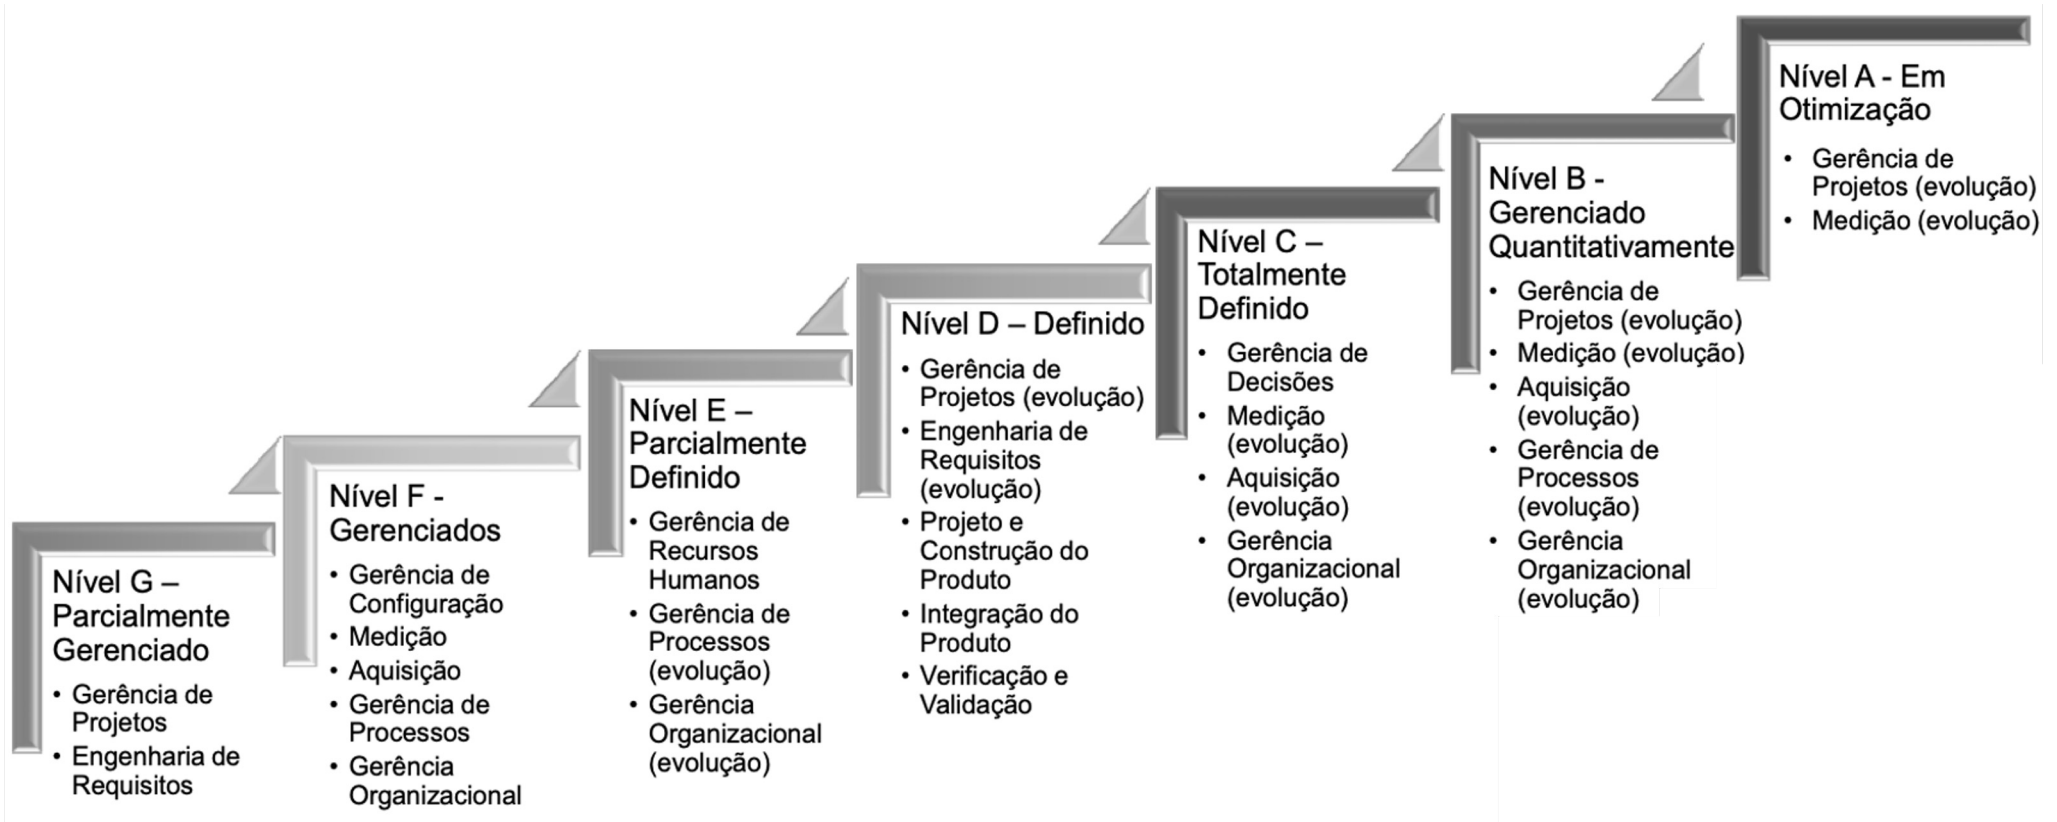 Nível G –
Parcialmente
Gerenciado
• Gerência de
Projetos
• Engenharia de
Requisitos
Nível F -
Gerenciados
• Gerência de
Configuração
• Medição
• Aquisição
• Gerência de
Processos
• Gerência
Organizacional
Nível E –
Parcialmente
Definido
• Gerência de
Recursos
Humanos
• Gerência de
Processos
(evolução)
• Gerência
Organizacional
(evolução)
Nível D – Definido
• Gerência de
Projetos (evolução)
• Engenharia de
Requisitos
(evolução)
• Projeto e
Construção do
Produto
• Integração do
Produto
• Verificação e
Validação
Nível C –
Totalmente
Definido
• Gerência de
Decisões
• Medição
(evolução)
• Aquisição
(evolução)
• Gerência
Organizacional
(evolução)
Nível B -
Gerenciado
Quantitativamente
• Gerência de
Projetos (evolução)
• Medição (evolução)
• Aquisição
(evolução)
• Gerência de
Processos
(evolução)
• Gerência
Organizacional
(evolução)
Nível A - Em
Otimização
• Gerência de
Projetos (evolução)
• Medição (evolução)